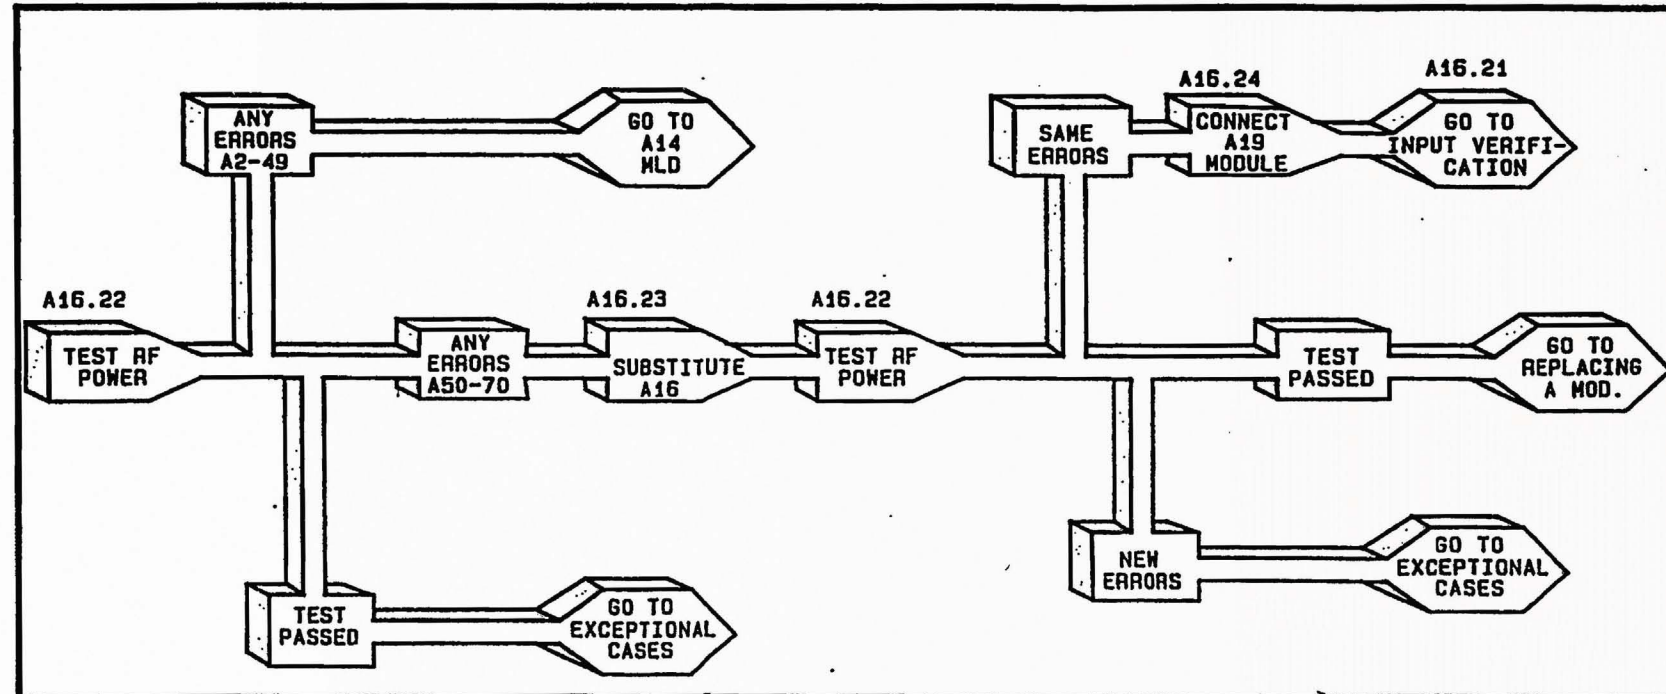 ANY
ERRORS
A2-49
GO TO
A14
MLD
SAME
ERRORS
A16.24
CONNECT
A19
MODULE
A16.21
GO TO
INPUT VERIFI-
CATION
A16.22
TEST RF
POWER
ANY
ERRORS
A50-70
A16.23
SUBSTITUTE
A16
A16.22
TEST RF
POWER
TEST
PASSED
GO TO
REPLACING
A MOD.
TEST
PASSED
GO TO
EXCEPTIONAL
CASES
NEW
ERRORS
GO TO
EXCEPTIONAL
CASES